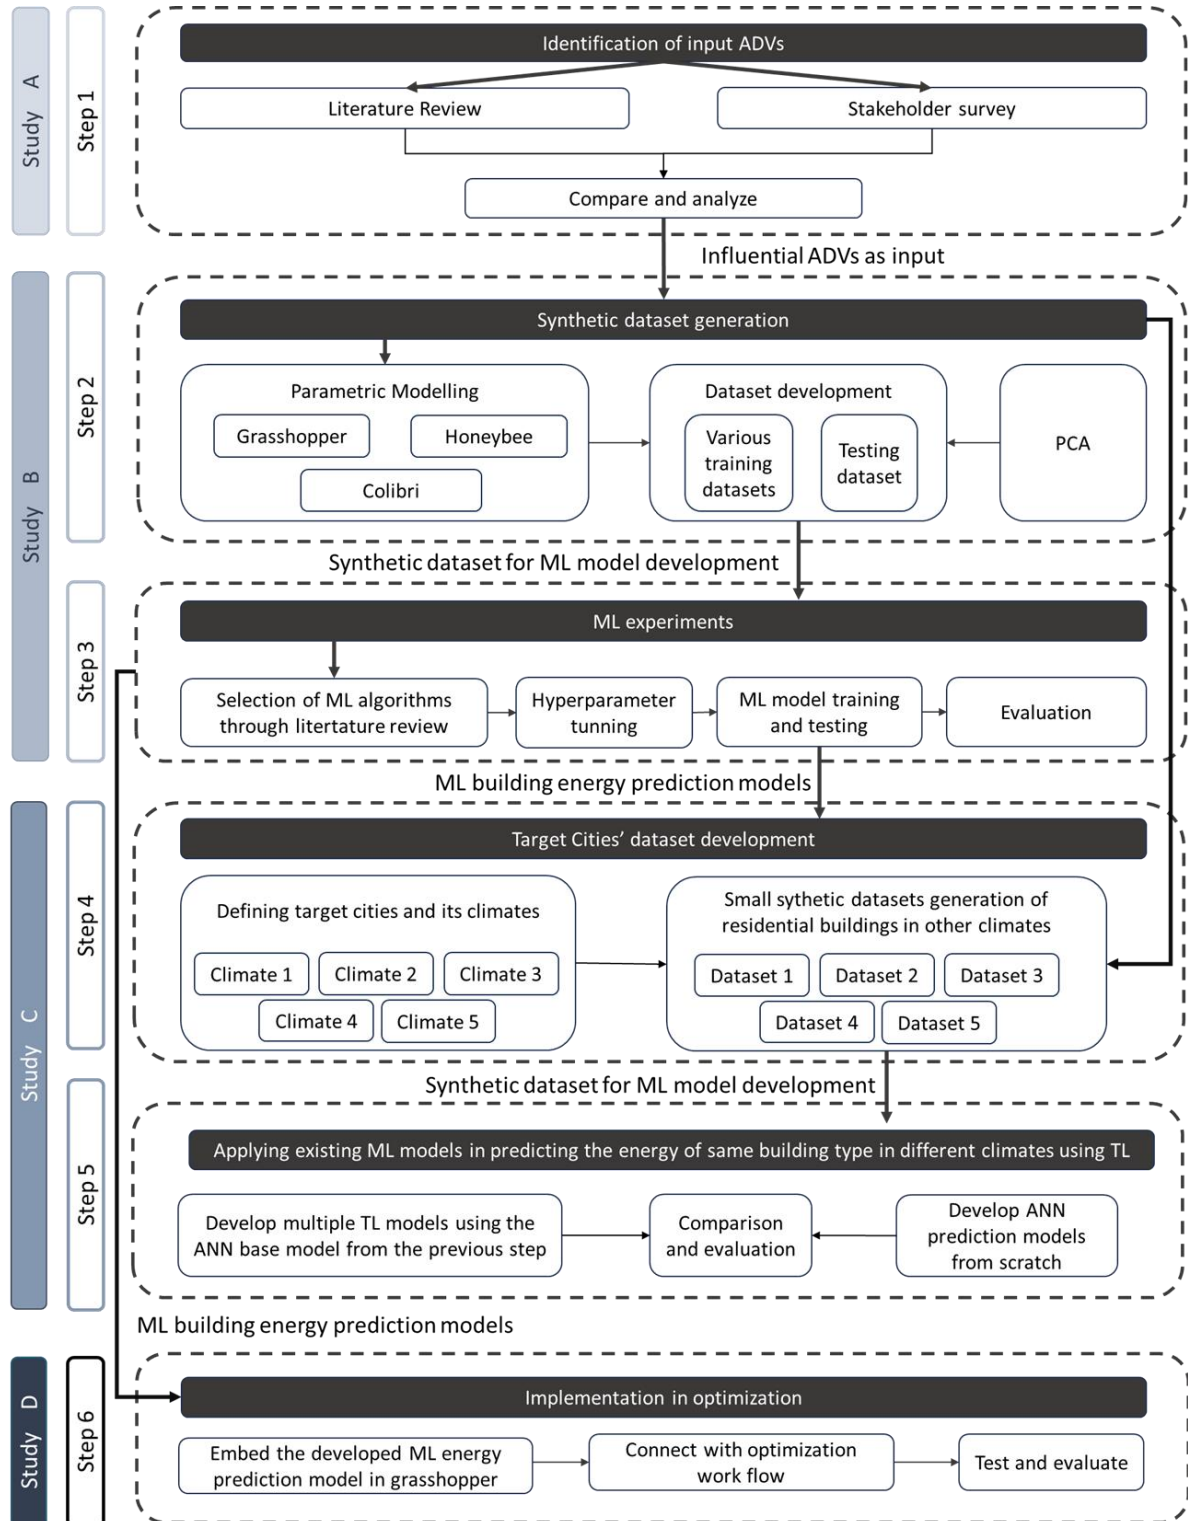 Study A
Step 1
Identification of input ADVs
Literature Review
Stakeholder survey
Compare and analyze
Influential ADVs as input
Study B
Step 2
Synthetic dataset generation
Parametric Modelling
Grasshopper
Honeybee
Colibri
Dataset development
Various
training
datasets
Testing
dataset
PCA
Synthetic dataset for ML model development
Step 3
ML experiments
Selection of ML algorithms
through litertature review
Hyperparameter
tunning
ML model training
and testing
Evaluation
ML building energy prediction models
Study C
Step 4
Target Cities’ dataset development
Defining target cities and its climates
Climate 1
Climate 2
Climate 3
Climate 4
Climate 5
Small sythetic datasets generation of
residential buildings in other climates
Dataset 1
Dataset 2
Dataset 3
Dataset 4
Dataset 5
Synthetic dataset for ML model development
Step 5
Applying existing ML models in predicting the energy of same building type in different climates using TL
Develop multiple TL models using the
ANN base model from the previous step
Comparison
and evaluation
Develop ANN
prediction models
from scratch
ML building energy prediction models
Study D
Step 6
Implementation in optimization
Embed the developed ML energy
prediction model in grasshopper
Connect with optimization
work flow
Test and evaluate